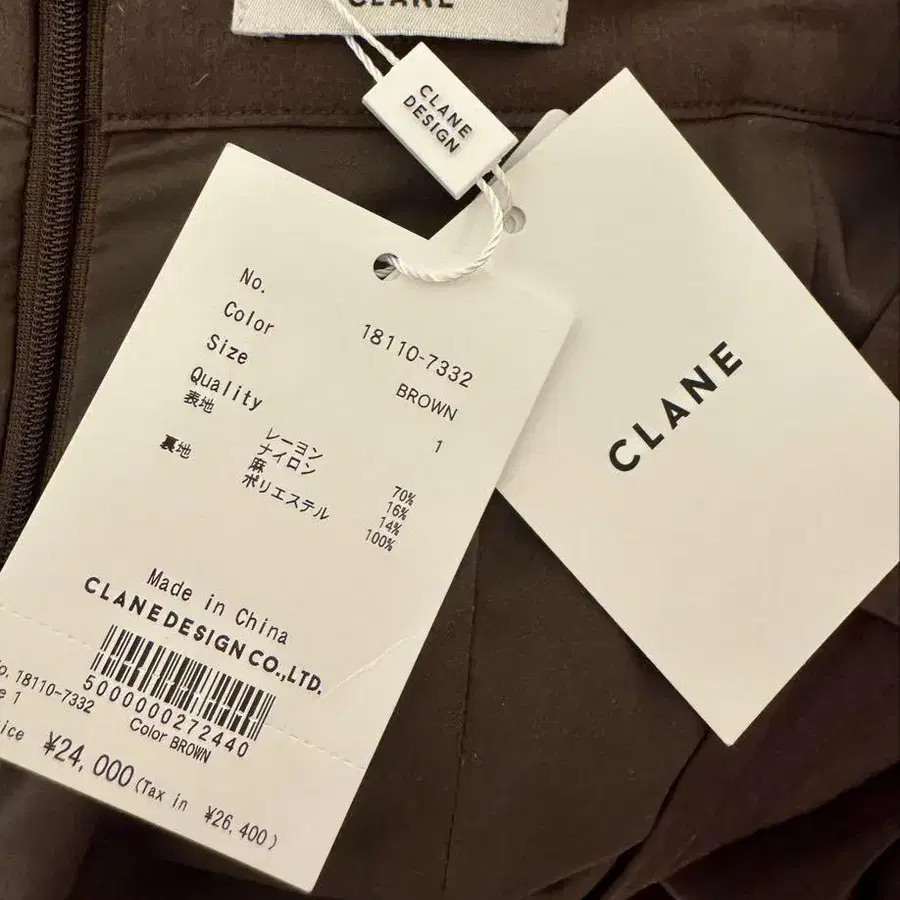 CLANE
CLANE
DESIGN
CLANE
No. 18110-7332
Color BROWN
Size 1
Quality
表地 レーヨン 70%
ナイロン 16%
麻 14%
裏地 ポリエステル 100%
Made in China
CLANE DESIGN CO.,LTD.
5000000272440
18110-7332
1
Color BROWN
¥24,000 (Tax in ¥26,400)